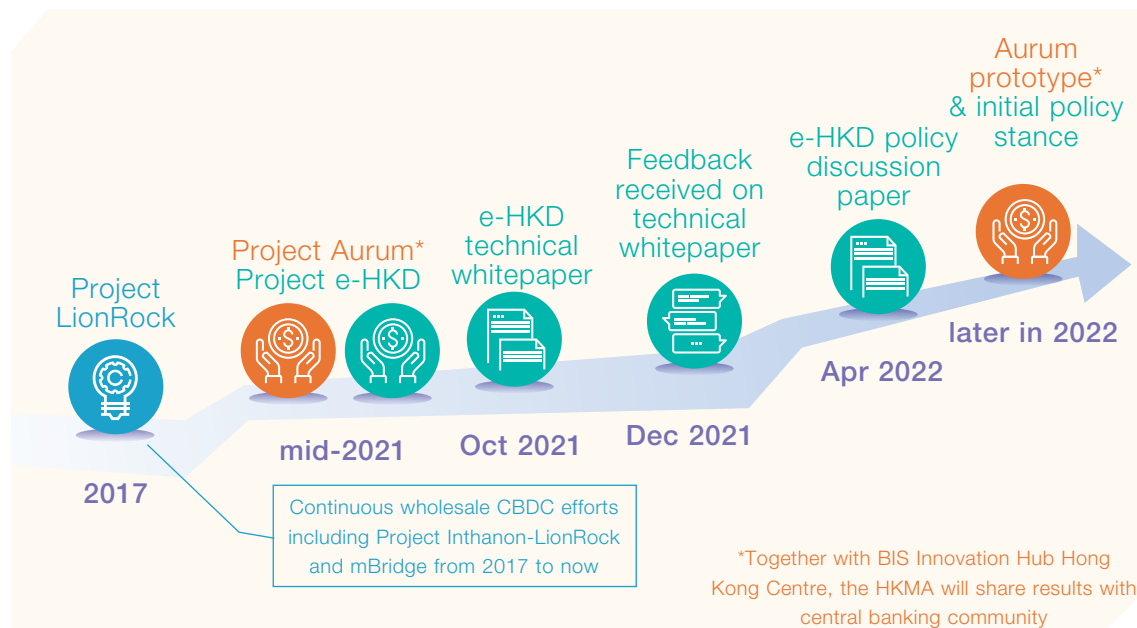 Project
LionRock
2017
Project Aurum*
Project e-HKD
mid-2021
e-HKD
technical
whitepaper
Oct 2021
Feedback
received on
technical
whitepaper
Dec 2021
e-HKD policy
discussion
paper
Apr 2022
Aurum
prototype*
& initial policy
stance
later in 2022
Continuous wholesale CBDC efforts
including Project Inthanon-LionRock
and mBridge from 2017 to now
*Together with BIS Innovation Hub Hong
Kong Centre, the HKMA will share results with
central banking community